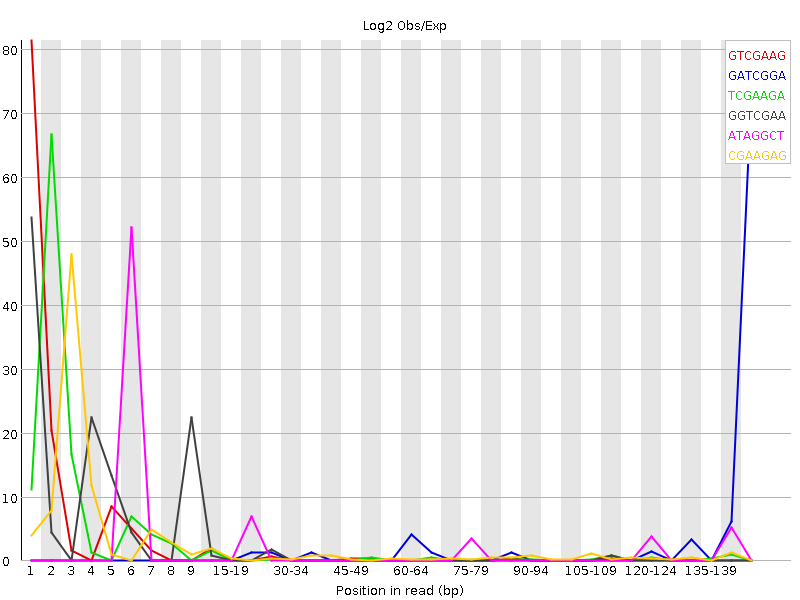 Log2 Obs/Exp
80
70
60
50
40
30
20
10
0
GTCGAAG
GATCGGA
TCGAAGA
GGTCGAA
ATAGGCT
CGAAGAG
1 2 3 4 5 6 7 8 9 15-19 30-34 45-49 60-64 75-79 90-94 105-109 120-124 135-139
Position in read (bp)